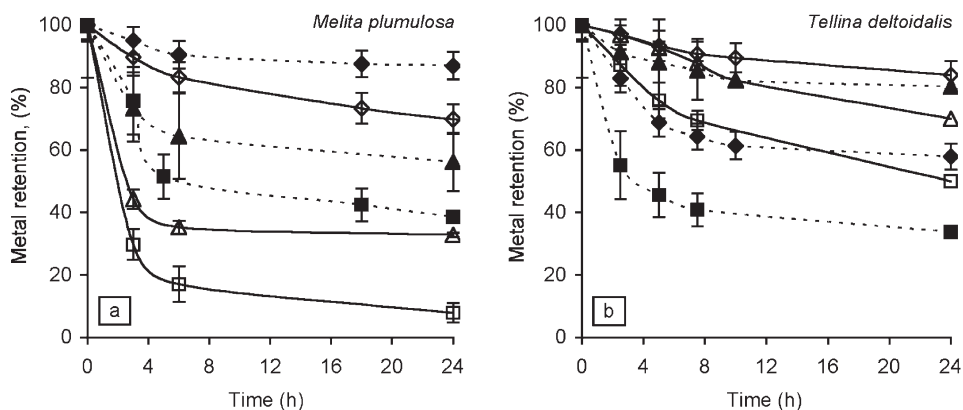 Melita plumulosa
Metal retention, (%)
100
80
60
40
20
0
a
0 4 8 12 16 20 24
Time (h)
Tellina deltoidalis
Metal retention (%)
100
80
60
40
20
0
b
0 4 8 12 16 20 24
Time (h)